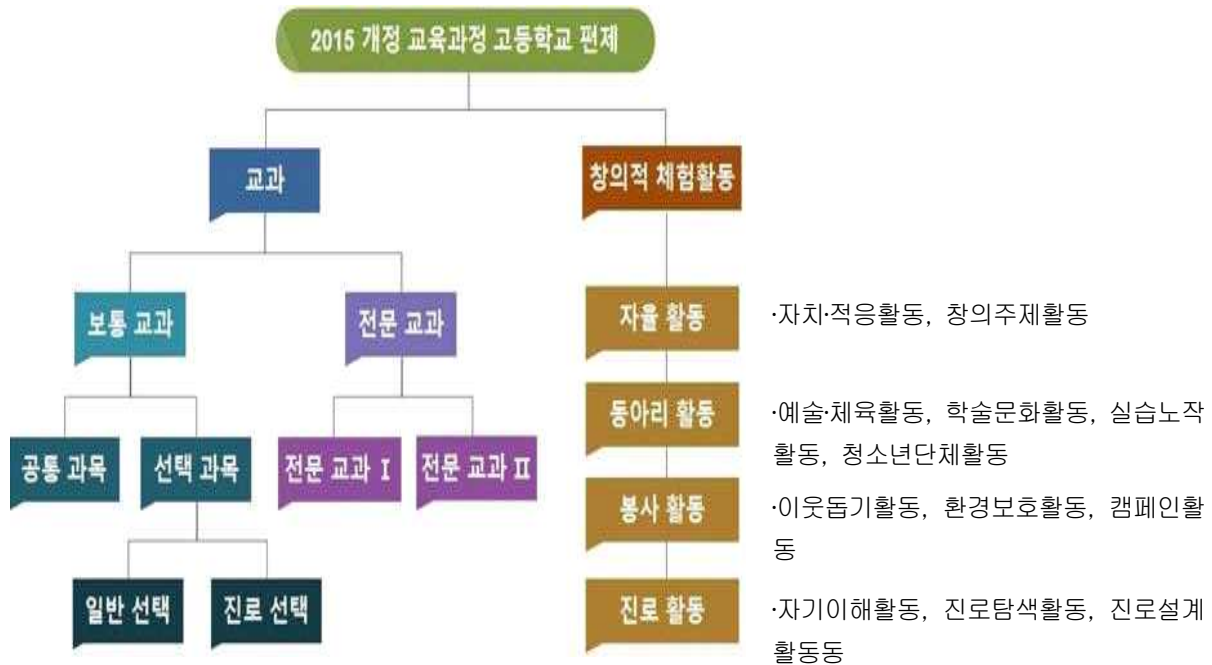 2015 개정 교육과정 고등학교 편제
교과
창의적 체험활동
보통 교과
전문 교과
자율 활동
·자치·적응활동, 창의주제활동
동아리 활동
·예술·체육활동, 학술문화활동, 실습노작
활동, 청소년단체활동
공통 과목
선택 과목
전문 교과 Ⅰ
전문 교과 Ⅱ
봉사 활동
·이웃돕기활동, 환경보호활동, 캠페인활
동
일반 선택
진로 선택
진로 활동
·자기이해활동, 진로탐색활동, 진로설계
활동동